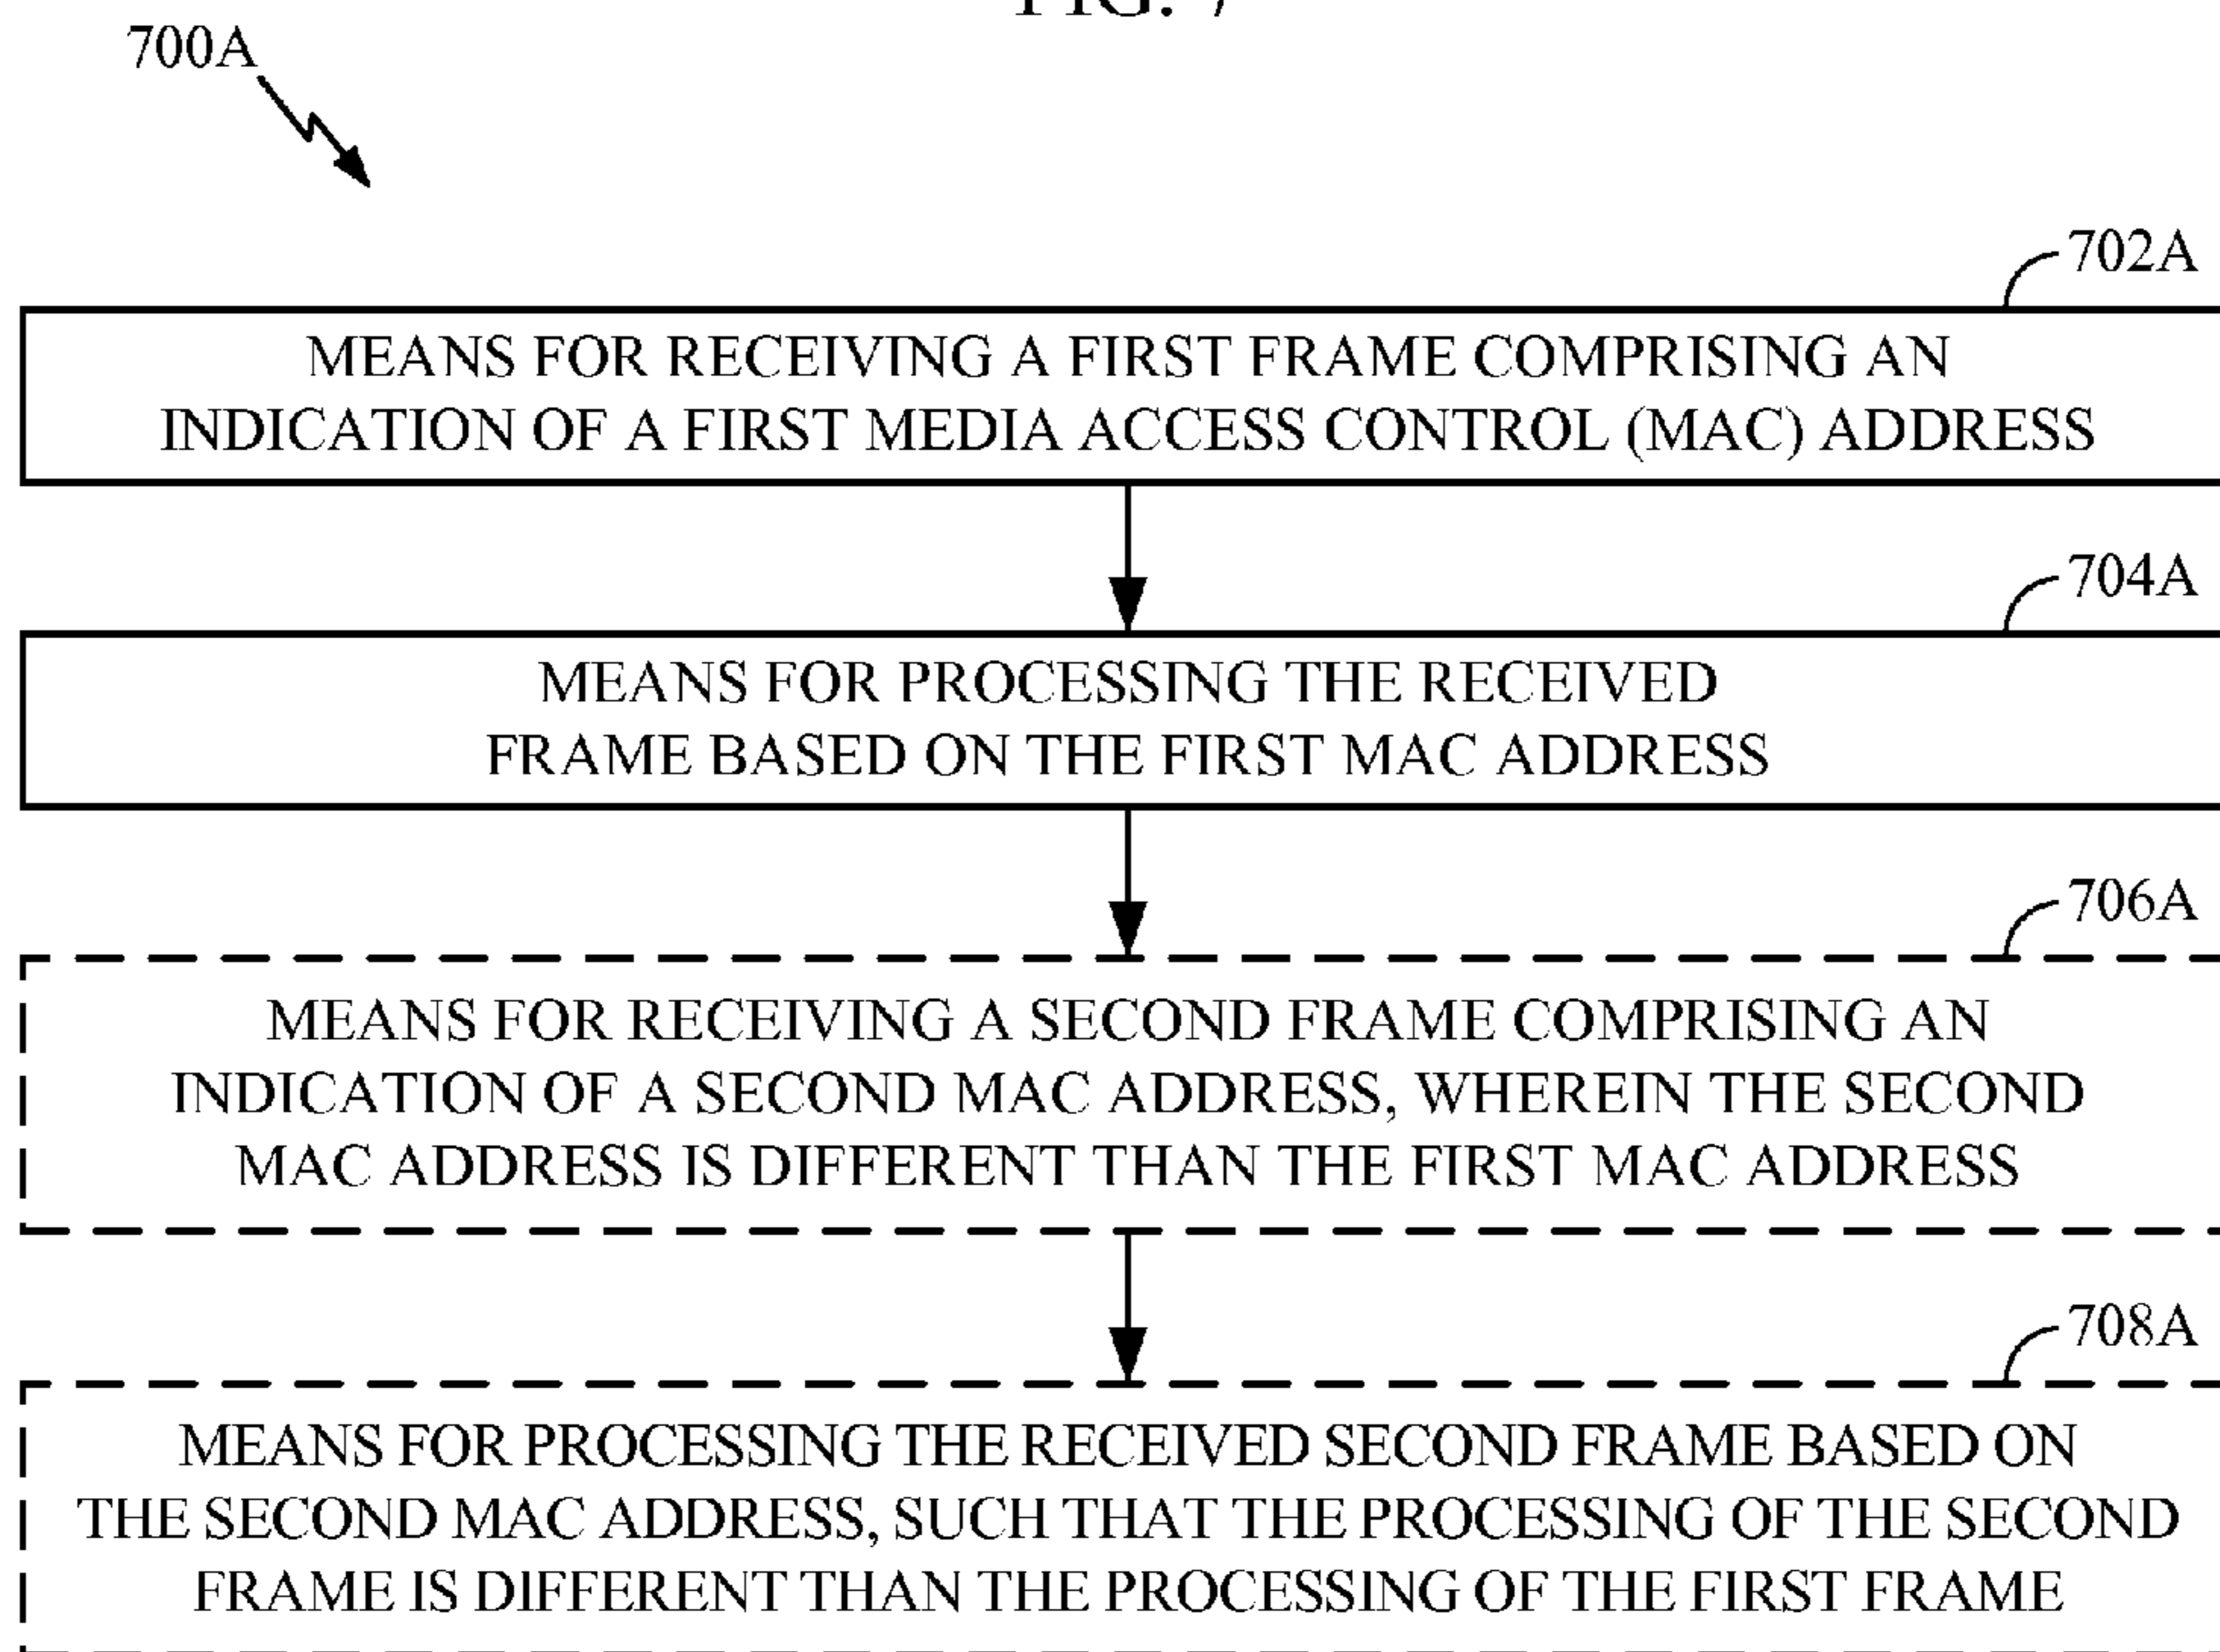 FIG. 7
700A
702A
MEANS FOR RECEIVING A FIRST FRAME COMPRISING AN
INDICATION OF A FIRST MEDIA ACCESS CONTROL (MAC) ADDRESS
704A
MEANS FOR PROCESSING THE RECEIVED
FRAME BASED ON THE FIRST MAC ADDRESS
706A
MEANS FOR RECEIVING A SECOND FRAME COMPRISING AN
INDICATION OF A SECOND MAC ADDRESS, WHEREIN THE SECOND
MAC ADDRESS IS DIFFERENT THAN THE FIRST MAC ADDRESS
708A
MEANS FOR PROCESSING THE RECEIVED SECOND FRAME BASED ON
THE SECOND MAC ADDRESS, SUCH THAT THE PROCESSING OF THE SECOND
FRAME IS DIFFERENT THAN THE PROCESSING OF THE FIRST FRAME